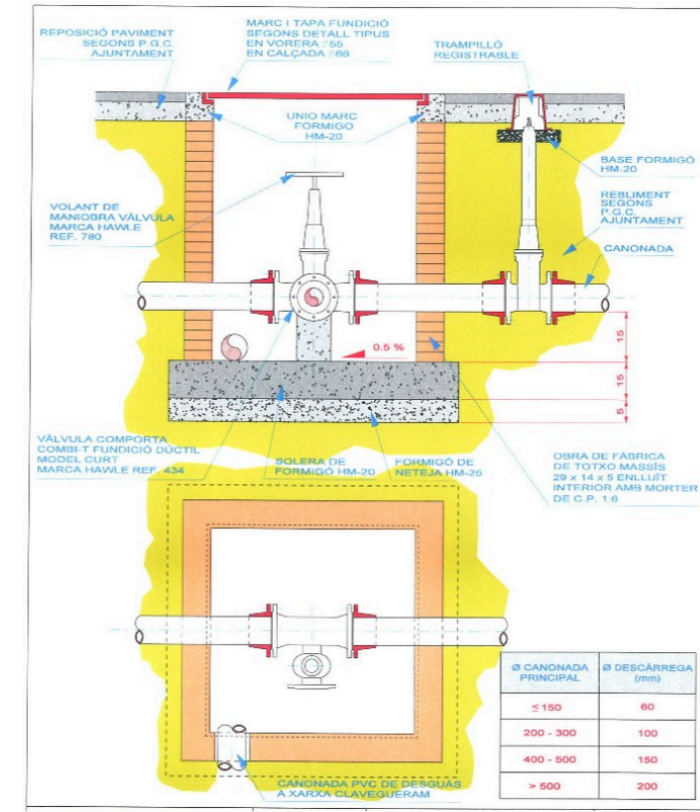 REPOSICIÓ PAVIMENT
SEGONS P.G.C.
AJUNTAMENT
MARC I TAPA FUNDICIÓ
SEGONS DETALL TIPUS
EN VORERA □55
EN CALÇADA □66
TRAMPILLÓ
REGISTRABLE
UNIO MARC
FORMIGO
HM-20
BASE FORMIGÓ
HM-20
VOLANT DE
MANIOBRA VÀLVULA
MARCA HAWLE
REF. 780
REBLIMENT
SEGONS
P.G.C.
AJUNTAMENT
CANONADA
0.5 %
15
15
5
VÀLVULA COMPORTA
COMBI-T FUNDICIÓ DÚCTIL
MODEL CURT
MARCA HAWLE REF. 434
SOLERA DE
FORMIGÓ HM-20
FORMIGÓ DE
NETEJA HM-25
OBRA DE FÀBRICA
DE TOTXO MASSÍS
29 x 14 x 5 ENLLUÏT
INTERIOR AMB MORTER
DE C.P. 1:6
Ø CANONADA PRINCIPAL Ø DESCÀRREGA (mm)
≤ 150 60
200 - 300 100
400 - 500 150
> 500 200
CANONADA PVC DE DESGUÀS
A XARXA CLAVEGUERAM